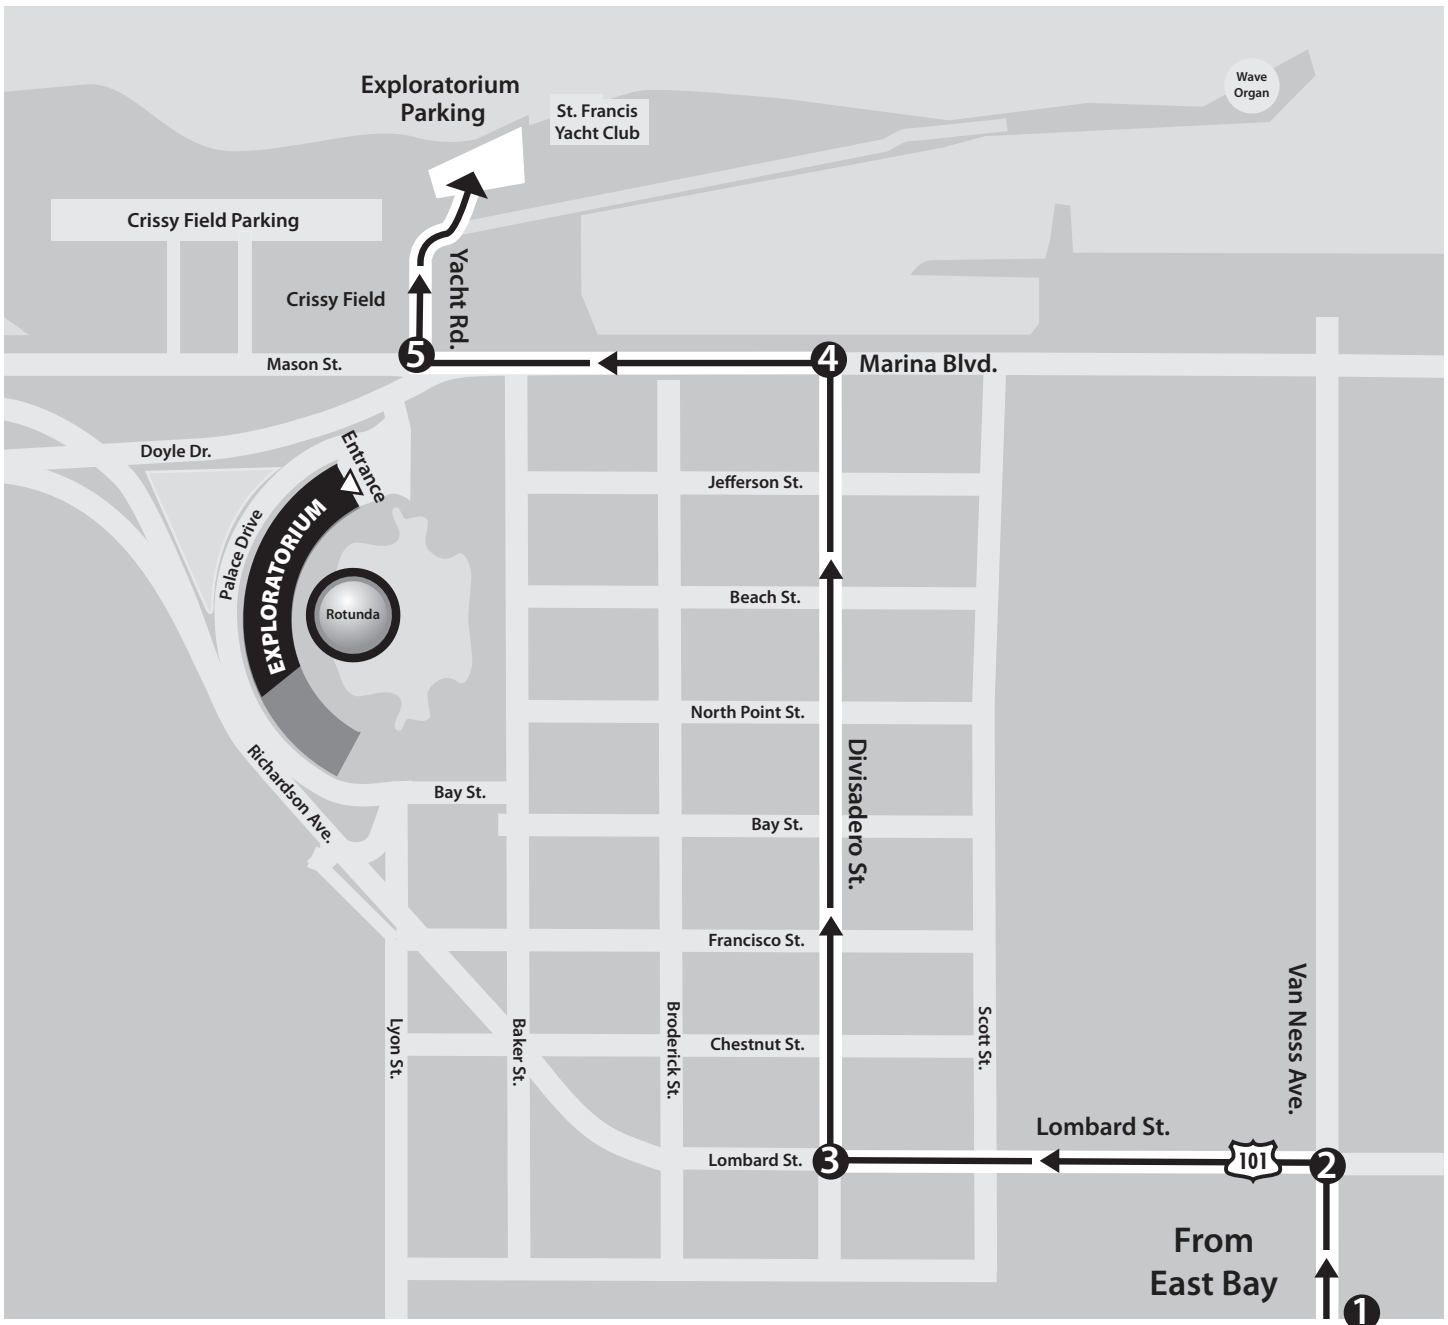 Wave
Organ
Exploratorium
Parking
St. Francis
Yacht Club
Crissy Field Parking
Yacht Rd.
Crissy Field
5
4
Mason St.
Marina Blvd.
Entrance
Doyle Dr.
Jefferson St.
EXPLORATORIUM
Palace Drive
Beach St.
Rotunda
North Point St.
Divisadero St.
Richardson Ave.
Bay St.
Bay St.
Francisco St.
Van Ness Ave.
Lyon St.
Baker St.
Broderick St.
Chestnut St.
Scott St.
Lombard St.
Lombard St.
3
101
2
From
East Bay
1